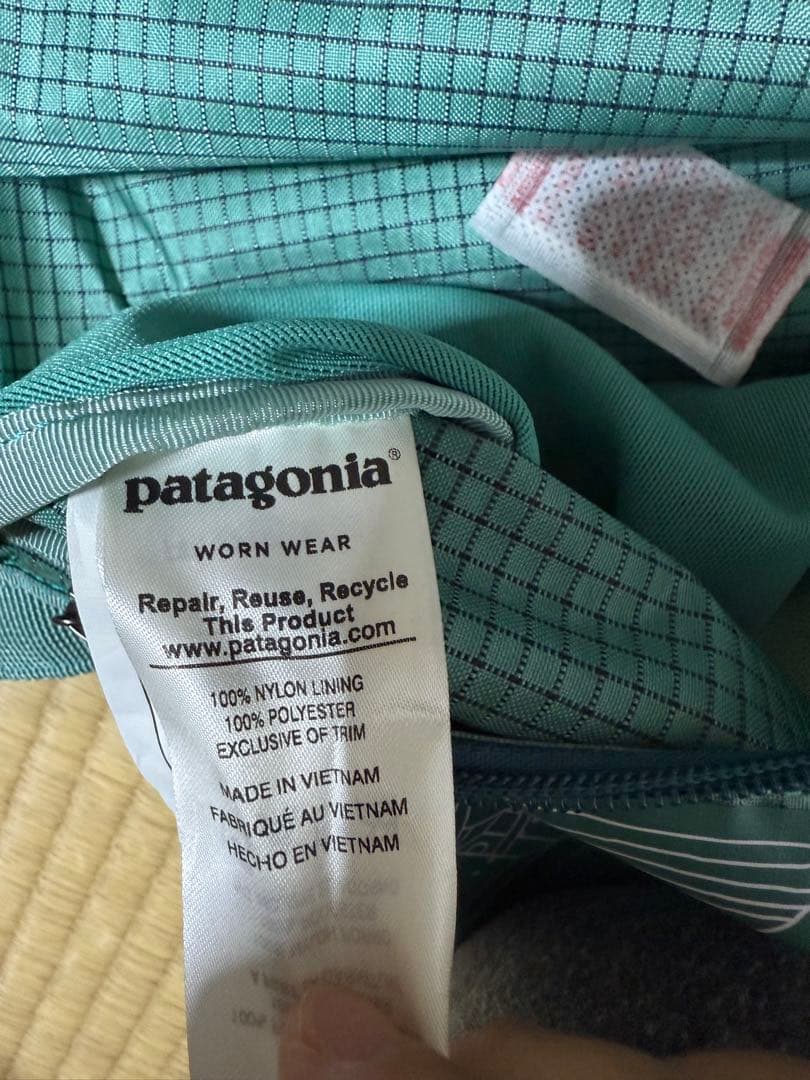 patagonia®
WORN WEAR
Repair, Reuse, Recycle
This Product
www.patagonia.com
100% NYLON LINING
100% POLYESTER
EXCLUSIVE OF TRIM
MADE IN VIETNAM
FABRIQUÉ AU VIETNAM
HECHO EN VIETNAM